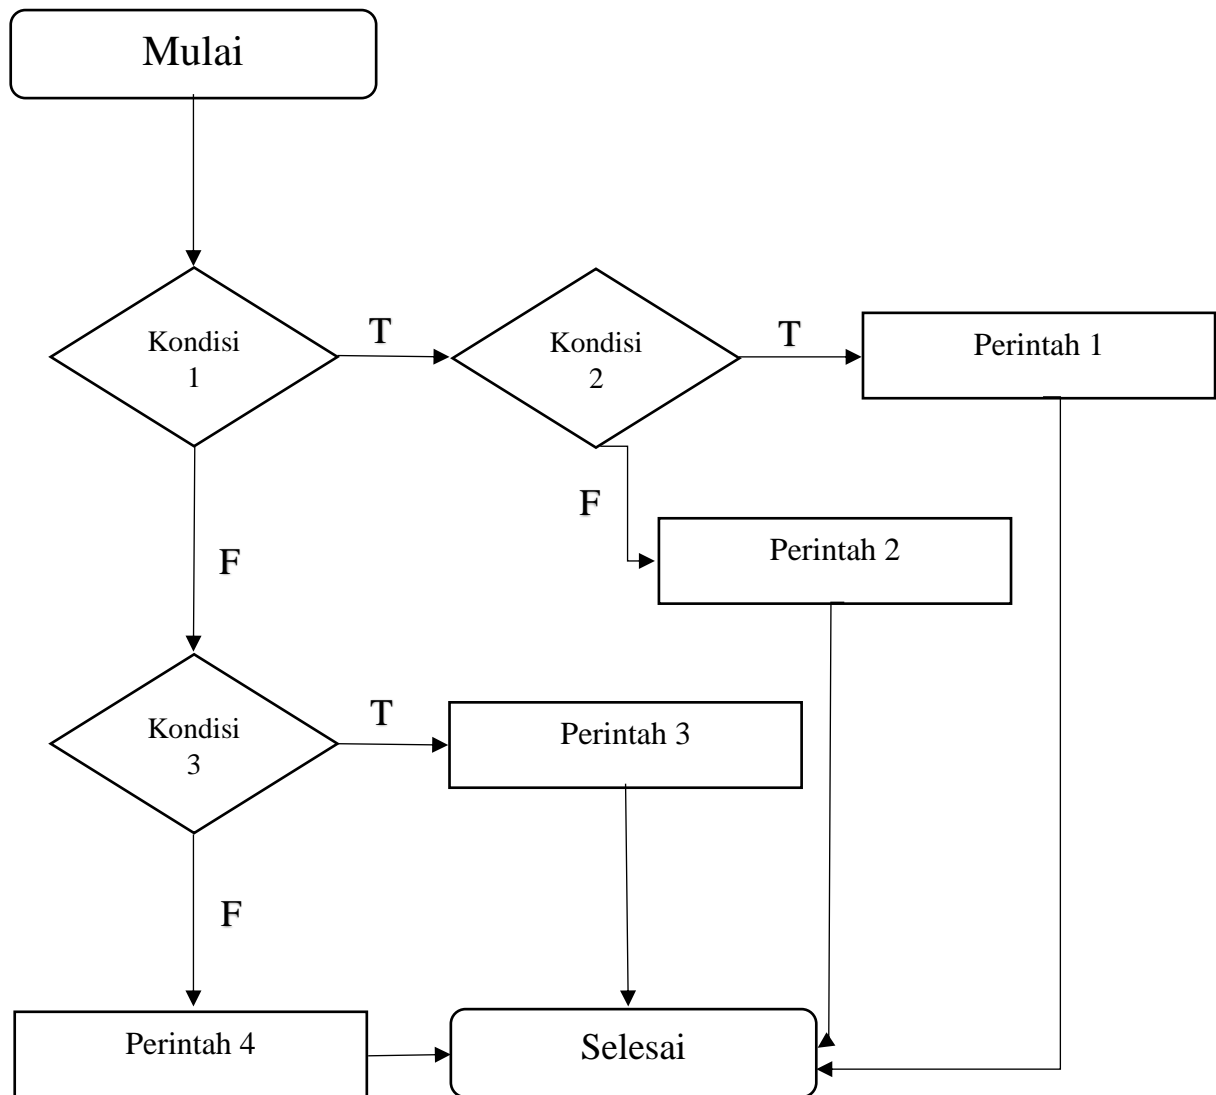 Mulai
Kondisi
1
T
Kondisi
2
T
Perintah 1
F
Perintah 2
F
Kondisi
3
T
Perintah 3
F
Perintah 4
Selesai